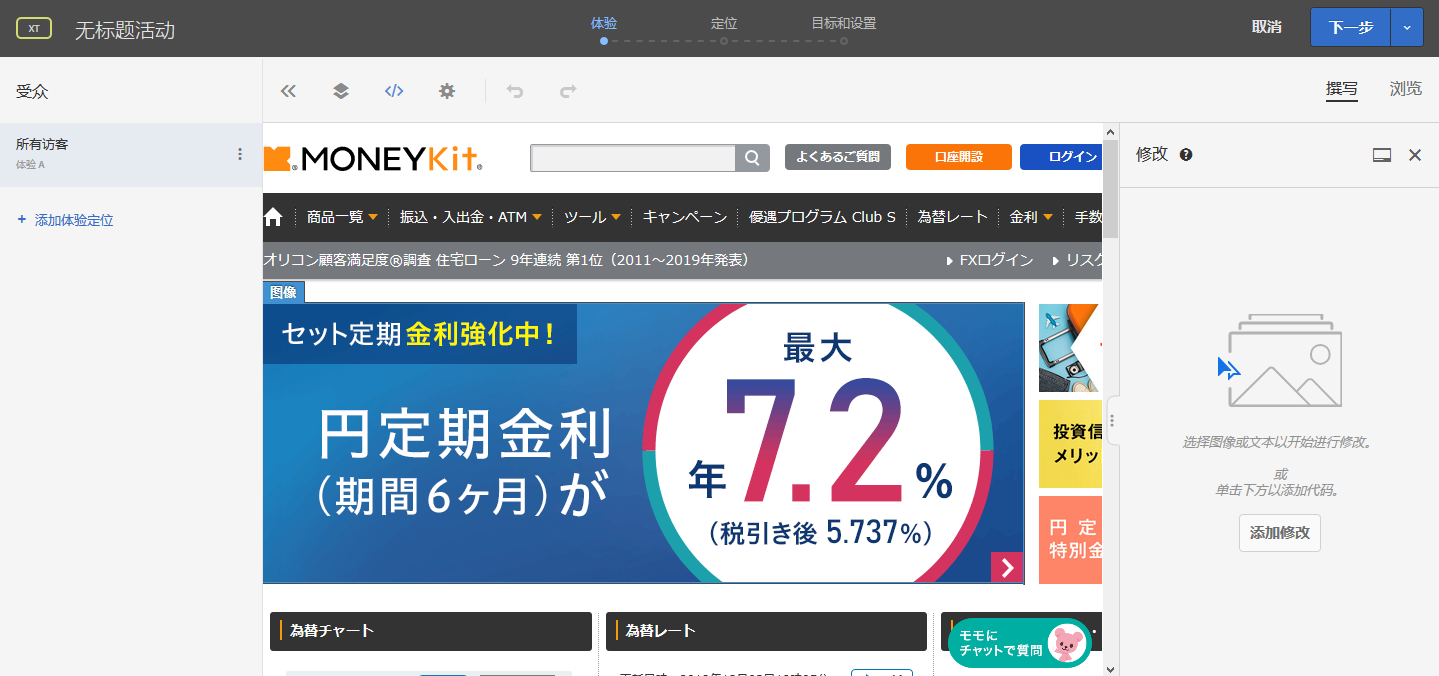 XT
无标题活动
体验
定位
目标和设置
取消
下一步
受众
撰写
浏览
所有访客
体验 A
+ 添加体验定位
MONEYKit
よくあるご質問
口座開設
ログイン
商品一覧
振込・入出金・ATM
ツール
キャンペーン
優遇プログラム Club S
為替レート
金利
手数
オリコン顧客満足度®調査 住宅ローン 9年連続 第1位（2011～2019年発表）
FXログイン
リスク
图像
セット定期 金利強化中！
円定期金利
（期間6ヶ月）が
最大
年 7.2 %
（税引き後 5.737%）
投資信
メリッ
円 定
特別金
為替チャート
為替レート
モモに
チャットで質問
修改
选择图像或文本以开始进行修改。
或
单击下方以添加代码。
添加修改